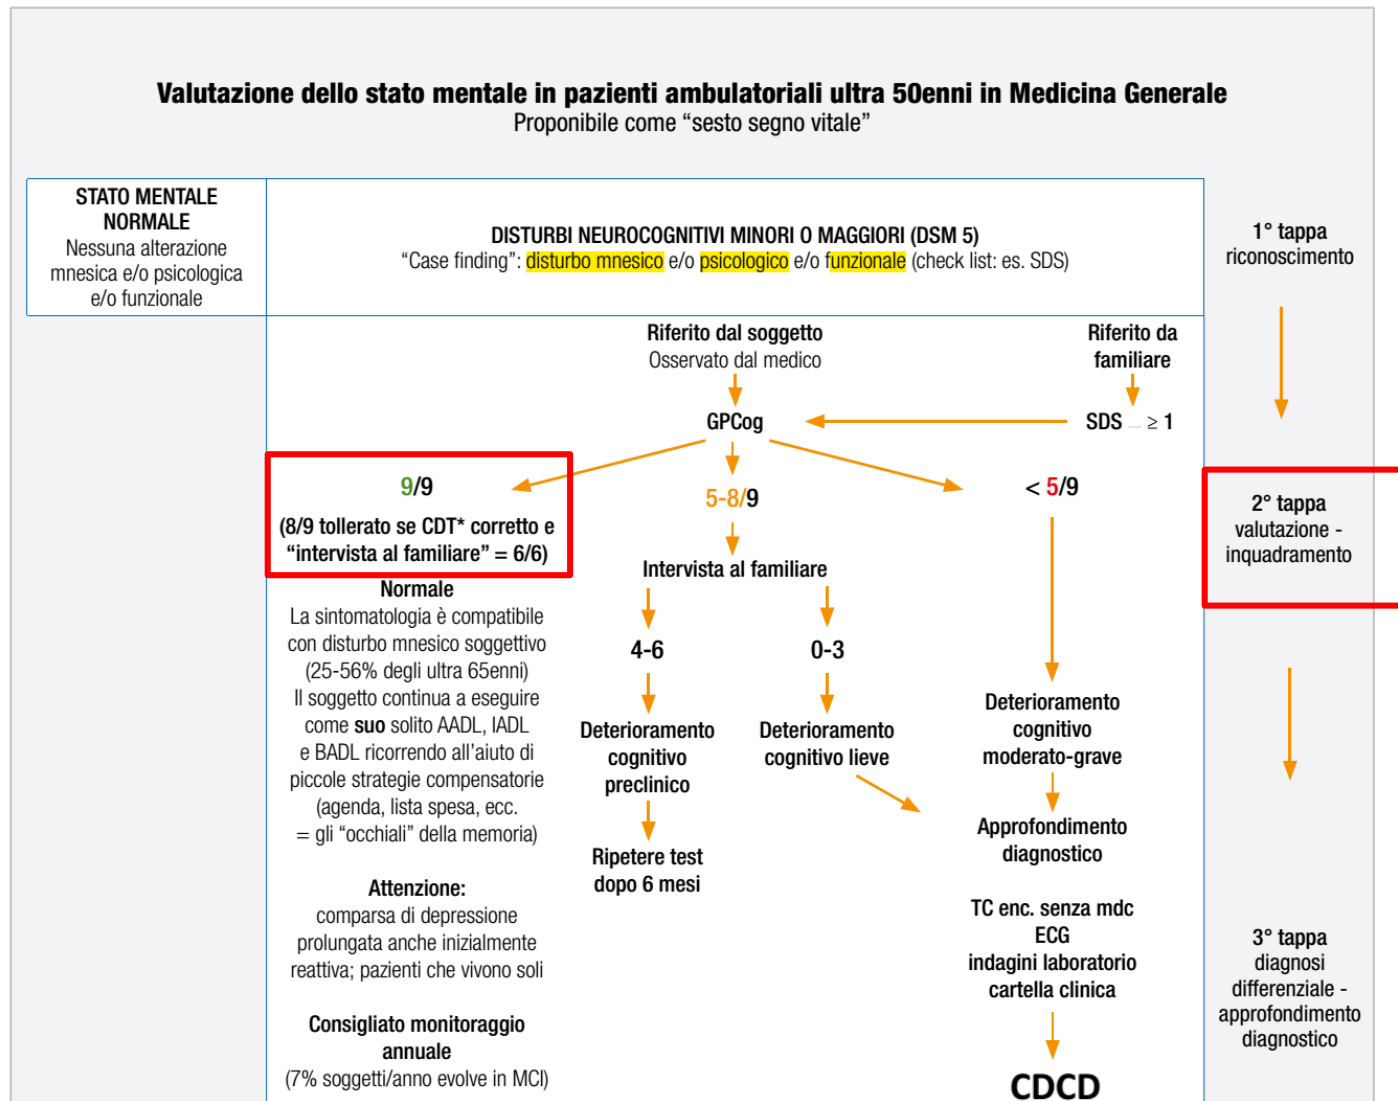 Valutazione dello stato mentale in pazienti ambulatoriali ultra 50enni in Medicina Generale
Proponibile come “sesto segno vitale”
STATO MENTALE
NORMALE
Nessuna alterazione
mnesica e/o psicologica
e/o funzionale
DISTURBI NEUROCOGNITIVI MINORI O MAGGIORI (DSM 5)
“Case finding”: disturbo mnesico e/o psicologico e/o funzionale (check list: es. SDS)
1° tappa
riconoscimento
Riferito dal soggetto
Osservato dal medico
Riferito da
familiare
GPCog
SDS – ≥ 1
9/9
(8/9 tollerato se CDT* corretto e
“intervista al familiare” = 6/6)
5-8/9
< 5/9
2° tappa
valutazione -
inquadramento
Normale
La sintomatologia è compatibile
con disturbo mnesico soggettivo
(25-56% degli ultra 65enni)
Il soggetto continua a eseguire
come suo solito AADL, IADL
e BADL ricorrendo all’aiuto di
piccole strategie compensatorie
(agenda, lista spesa, ecc.
= gli “occhiali” della memoria)
Attenzione:
comparsa di depressione
prolungata anche inizialmente
reattiva; pazienti che vivono soli
Consigliato monitoraggio
annuale
(7% soggetti/anno evolve in MCI)
Intervista al familiare
4-6
0-3
Deterioramento
cognitivo
preclinico
Deterioramento
cognitivo lieve
Ripetere test
dopo 6 mesi
Deterioramento
cognitivo
moderato-grave
Approfondimento
diagnostico
TC enc. senza mdc
ECG
indagini laboratorio
cartella clinica
CDCD
3° tappa
diagnosi
differenziale -
approfondimento
diagnostico